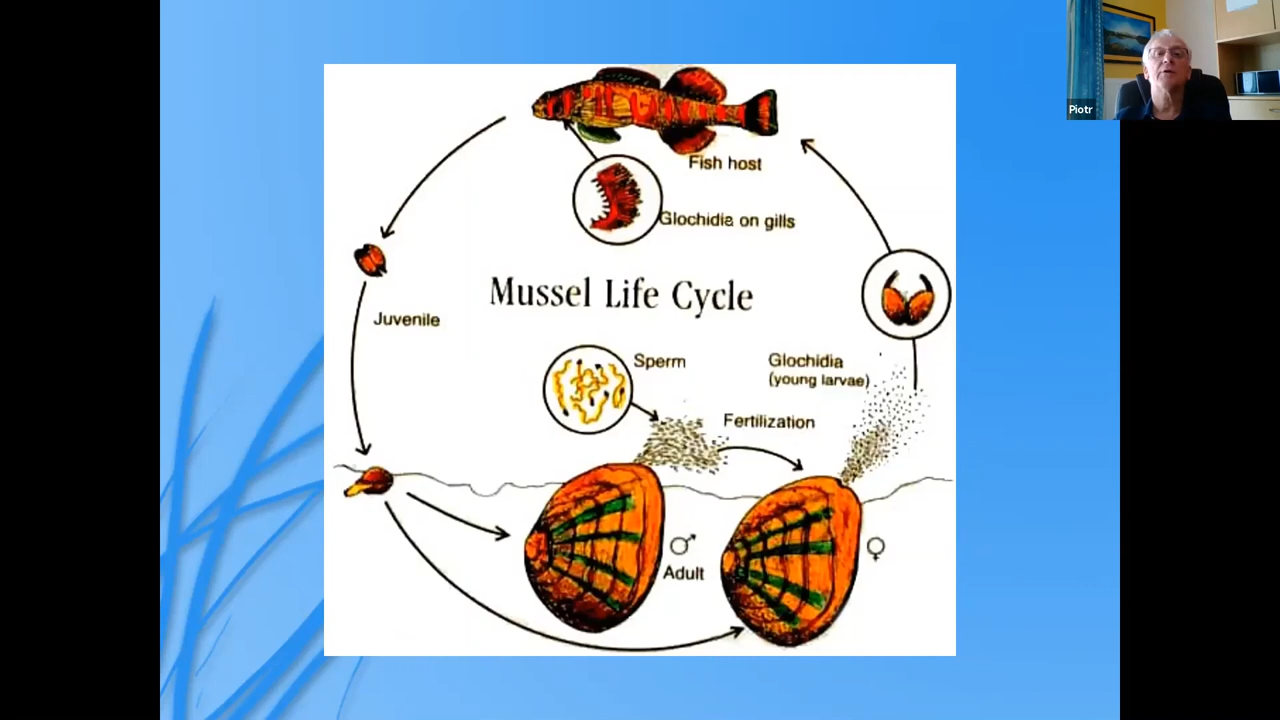 Piotr
Fish host
Glochidia on gills
Mussel Life Cycle
Juvenile
Sperm
Glochidia
(young larvae)
Fertilization
♂
Adult
♀